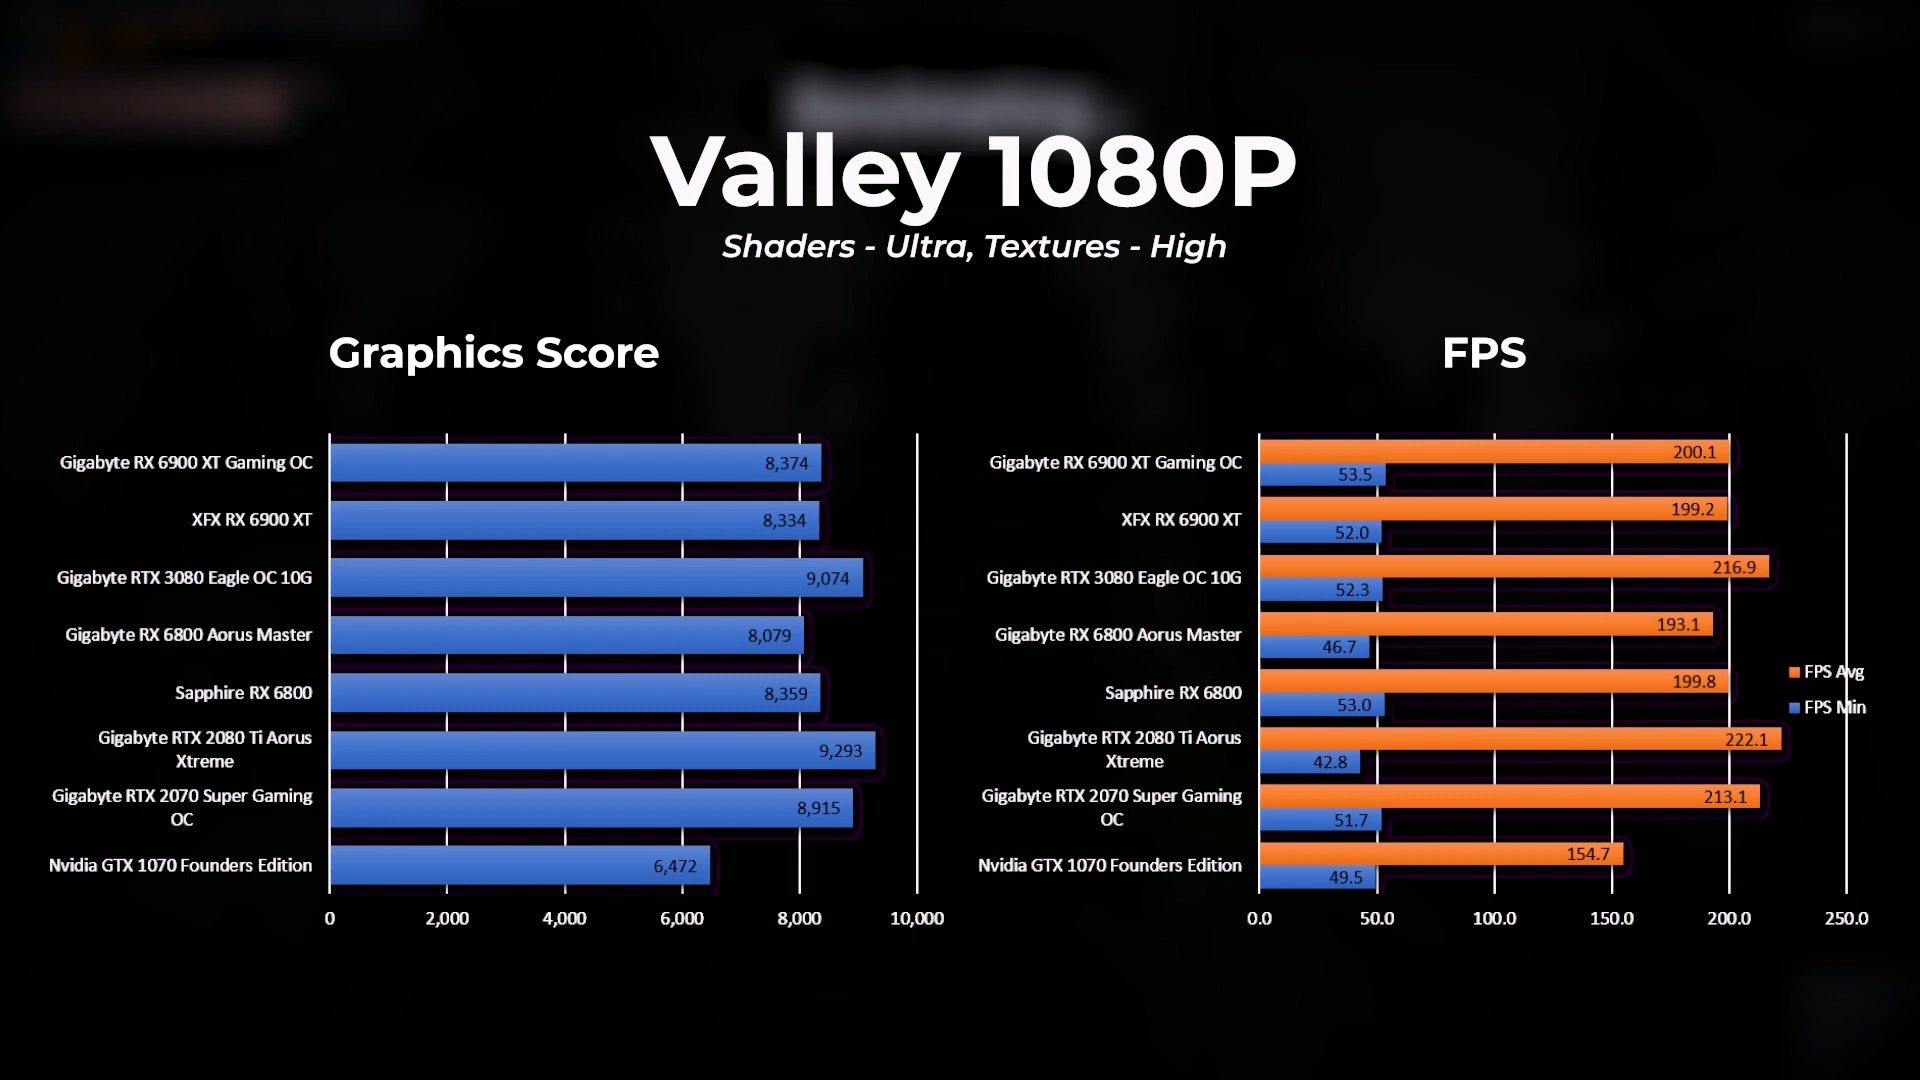 Valley 1080P
Shaders - Ultra, Textures - High
Graphics Score
Gigabyte RX 6900 XT Gaming OC
8,374
XFX RX 6900 XT
8,334
Gigabyte RTX 3080 Eagle OC 10G
9,074
Gigabyte RX 6800 Aorus Master
8,079
Sapphire RX 6800
8,359
Gigabyte RTX 2080 Ti Aorus
Xtreme
9,293
Gigabyte RTX 2070 Super Gaming
OC
8,915
Nvidia GTX 1070 Founders Edition
6,472
0 2,000 4,000 6,000 8,000 10,000
FPS
Gigabyte RX 6900 XT Gaming OC
200.1
53.5
XFX RX 6900 XT
199.2
52.0
Gigabyte RTX 3080 Eagle OC 10G
216.9
52.3
Gigabyte RX 6800 Aorus Master
193.1
46.7
Sapphire RX 6800
199.8
53.0
Gigabyte RTX 2080 Ti Aorus
Xtreme
222.1
42.8
Gigabyte RTX 2070 Super Gaming
OC
213.1
51.7
Nvidia GTX 1070 Founders Edition
154.7
49.5
0.0 50.0 100.0 150.0 200.0 250.0
FPS Avg
FPS Min